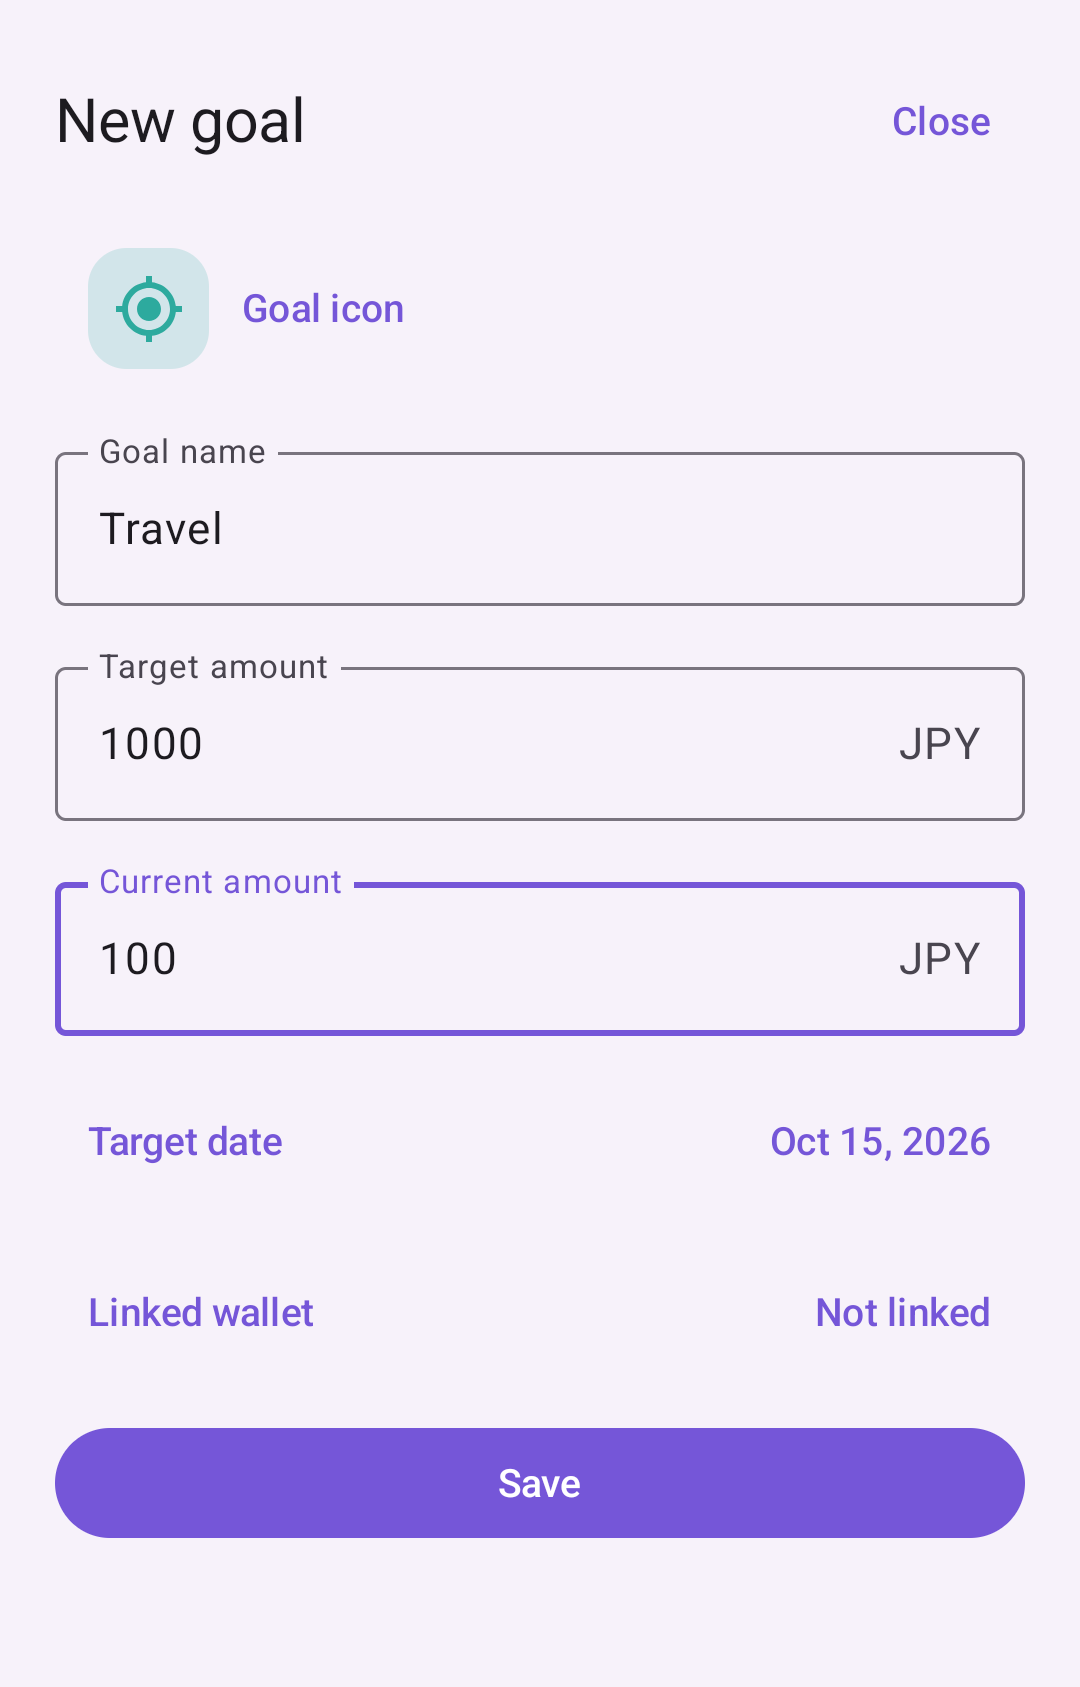 New goal
Close
Goal icon
Goal name
Travel
Target amount
1000 JPY
Current amount
100 JPY
Target date Oct 15, 2026
Linked wallet Not linked
Save